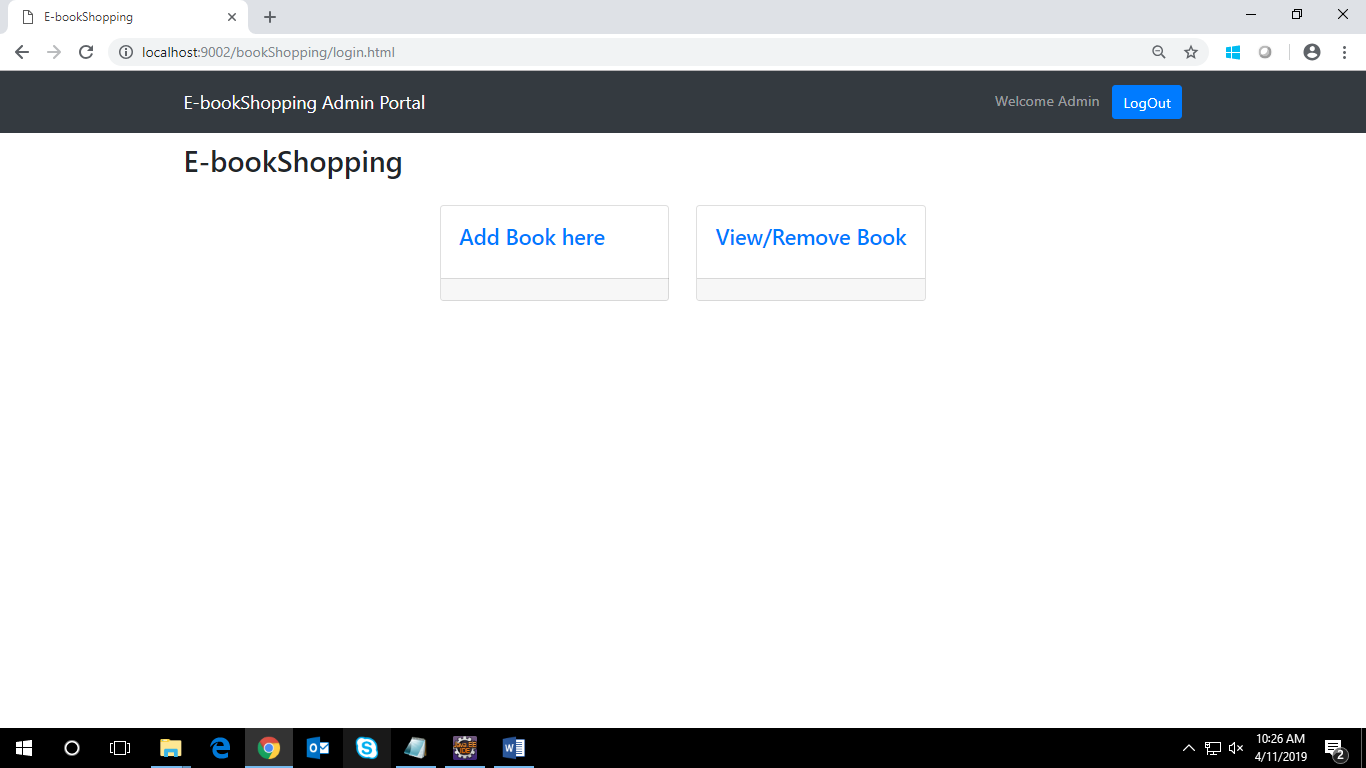 E-bookShopping
localhost:9002/bookShopping/login.html
E-bookShopping Admin Portal
Welcome Admin
LogOut
E-bookShopping
Add Book here
View/Remove Book
10:26 AM
4/11/2019
2